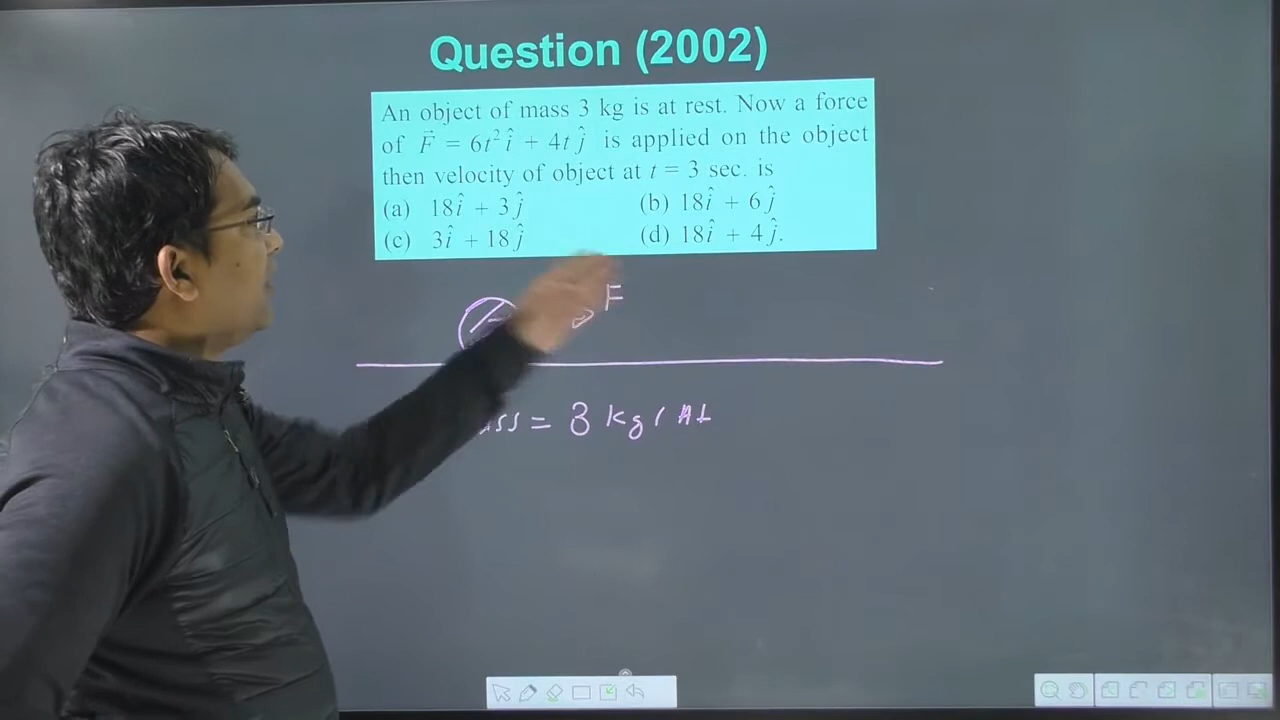 Question (2002)
An object of mass 3 kg is at rest. Now a force
of F⃗ = 6t² î + 4t ĵ is applied on the object
then velocity of object at t = 3 sec. is
(a) 18î + 3ĵ (b) 18î + 6ĵ
(c) 3î + 18ĵ (d) 18î + 4ĵ.
F
= 3 kg